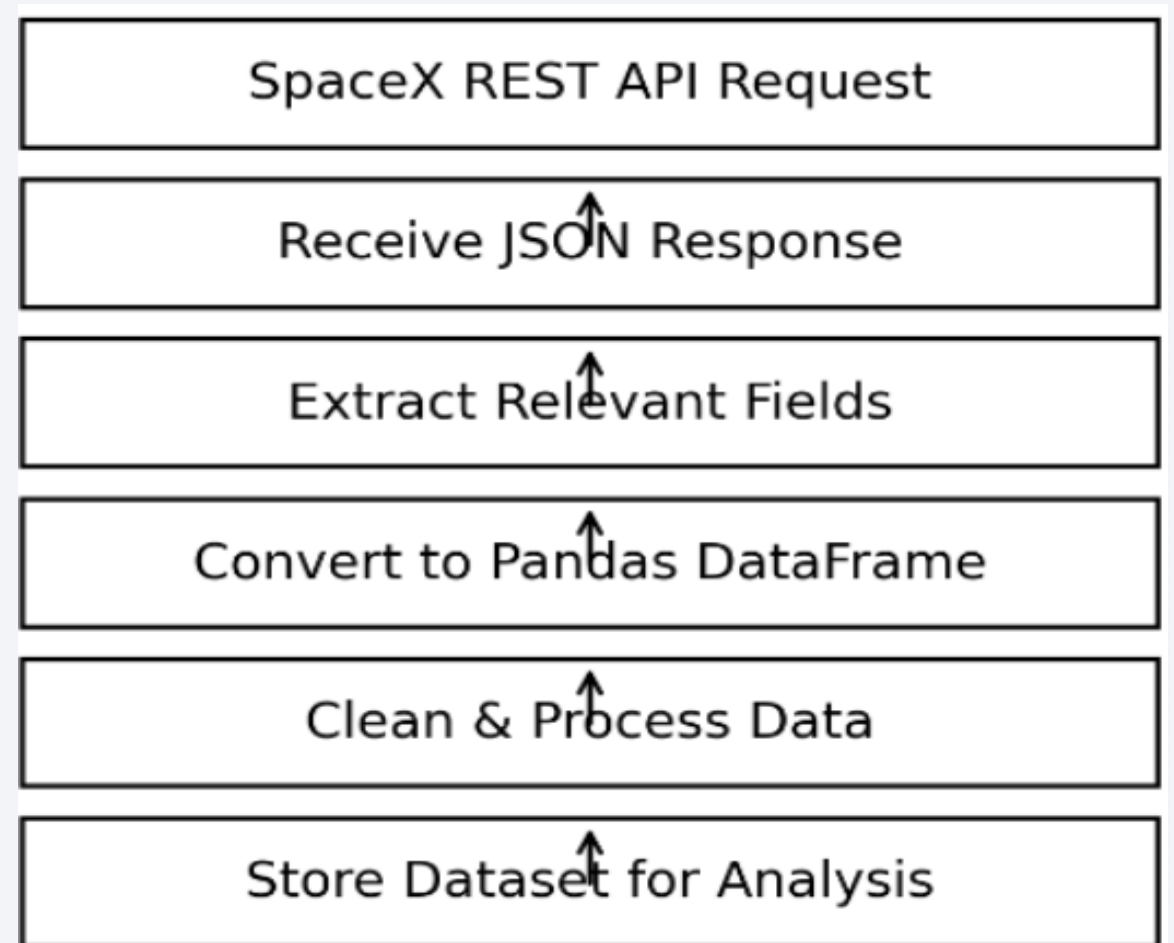 SpaceX REST API Request
Receive JSON Response
Extract Relevant Fields
Convert to Pandas DataFrame
Clean & Process Data
Store Dataset for Analysis